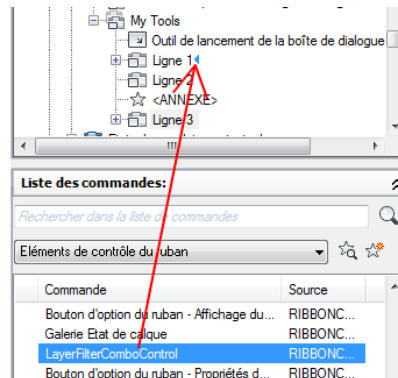 My Tools
Outil de lancement de la boîte de dialogue
Ligne 1
Ligne 2
<ANNEXE>
Ligne 3
Liste des commandes:
Rechercher dans la liste de commandes
Eléments de contrôle du ruban
Commande Source
Bouton d'option du ruban - Affichage du... RIBBONC...
Galerie Etat de calque RIBBONC...
LayerFilterComboControl RIBBONC...
Bouton d'option du ruban - Propriétés d... RIBBONC...